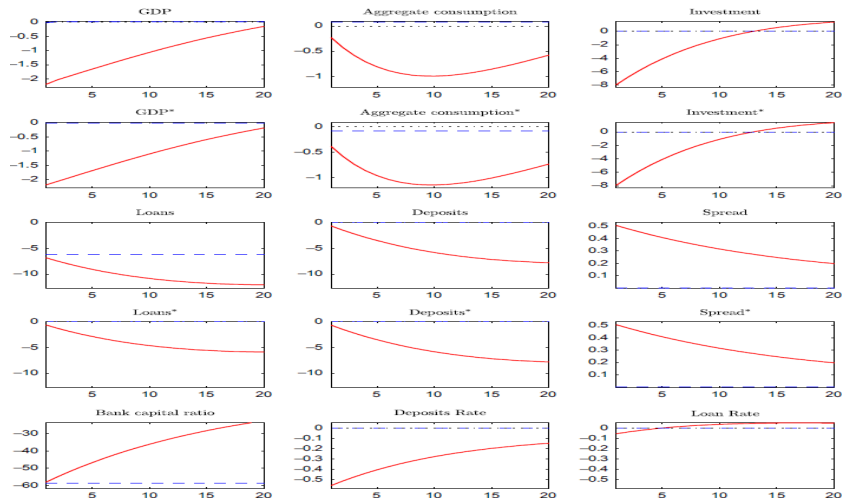 GDP Aggregate consumption Investment
0 −0.5 −1 −1.5 −2
0 −0.5 −1
0 −2 −4 −6 −8
5 10 15 20 5 10 15 20 5 10 15 20
GDP* Aggregate consumption* Investment*
0 −0.5 −1 −1.5 −2
0 −0.5 −1
0 −2 −4 −6 −8
5 10 15 20 5 10 15 20 5 10 15 20
Loans Deposits Spread
0 −5 −10
0 −5 −10
0.5 0.4 0.3 0.2 0.1
5 10 15 20 5 10 15 20 5 10 15 20
Loans* Deposits* Spread*
0 −5 −10
0 −5 −10
0.5 0.4 0.3 0.2 0.1
5 10 15 20 5 10 15 20 5 10 15 20
Bank capital ratio Deposits Rate Loan Rate
−30 −40 −50 −60
0 −0.1 −0.2 −0.3 −0.4 −0.5
0 −0.1 −0.2 −0.3 −0.4 −0.5
5 10 15 20 5 10 15 20 5 10 15 20